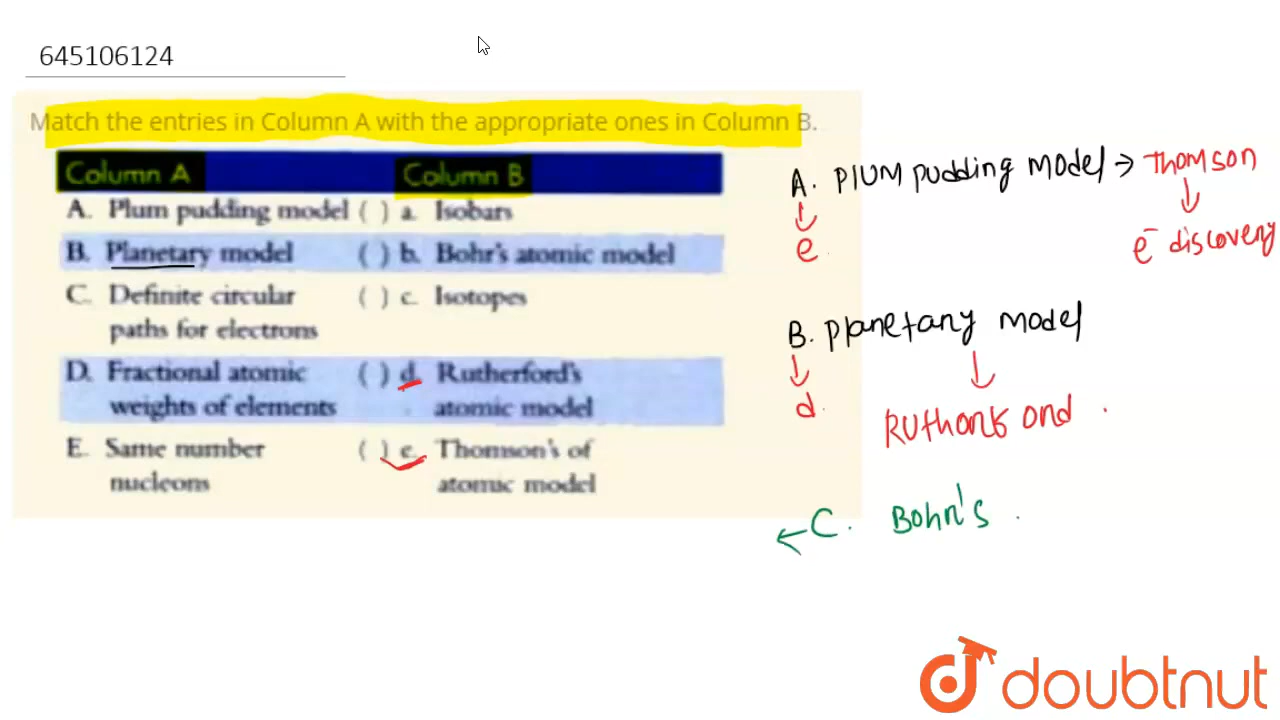 645106124
Match the entries in Column A with the appropriate ones in Column B.
Column A Column B
A. Plum pudding model ( ) a. Isobars
B. Planetary model ( ) b. Bohr's atomic model
C. Definite circular ( ) c. Isotopes
paths for electrons
D. Fractional atomic ( ) d. Rutherford's
weights of elements atomic model
E. Same number ( ) e. Thomson's of
nucleons atomic model
A. Plum pudding model → Thomson
↓ ↓
e e⁻ discovery
B. planetary model
↓ ↓
d. Rutherford.
← C. Bohr's.
doubtnut